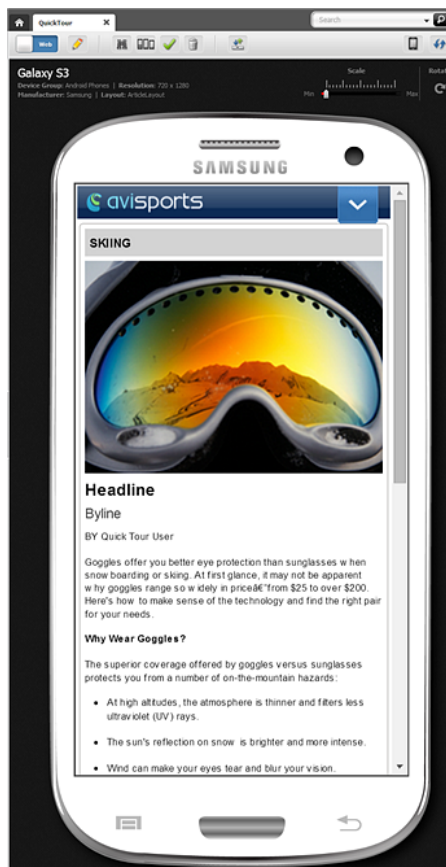 QuickTour
Search
Web
Galaxy S3
Scale
Rotat
Device Group: Android Phones | Resolution: 720 x 1280
Manufacturer: Samsung | Layout: ArticleLayout
Min
Max
SAMSUNG
avisports
SKIING
Headline
Byline
BY Quick Tour User
Goggles offer you better eye protection than sunglasses when
snow boarding or skiing. At first glance, it may not be apparent
why goggles range so widely in priceâ€”from $25 to over $200.
Here's how to make sense of the technology and find the right pair
for your needs.
Why Wear Goggles?
The superior coverage offered by goggles versus sunglasses
protects you from a number of on-the-mountain hazards:
At high altitudes, the atmosphere is thinner and filters less
ultraviolet (UV) rays.
The sun's reflection on snow is brighter and more intense.
Wind can make your eyes tear and blur your vision.